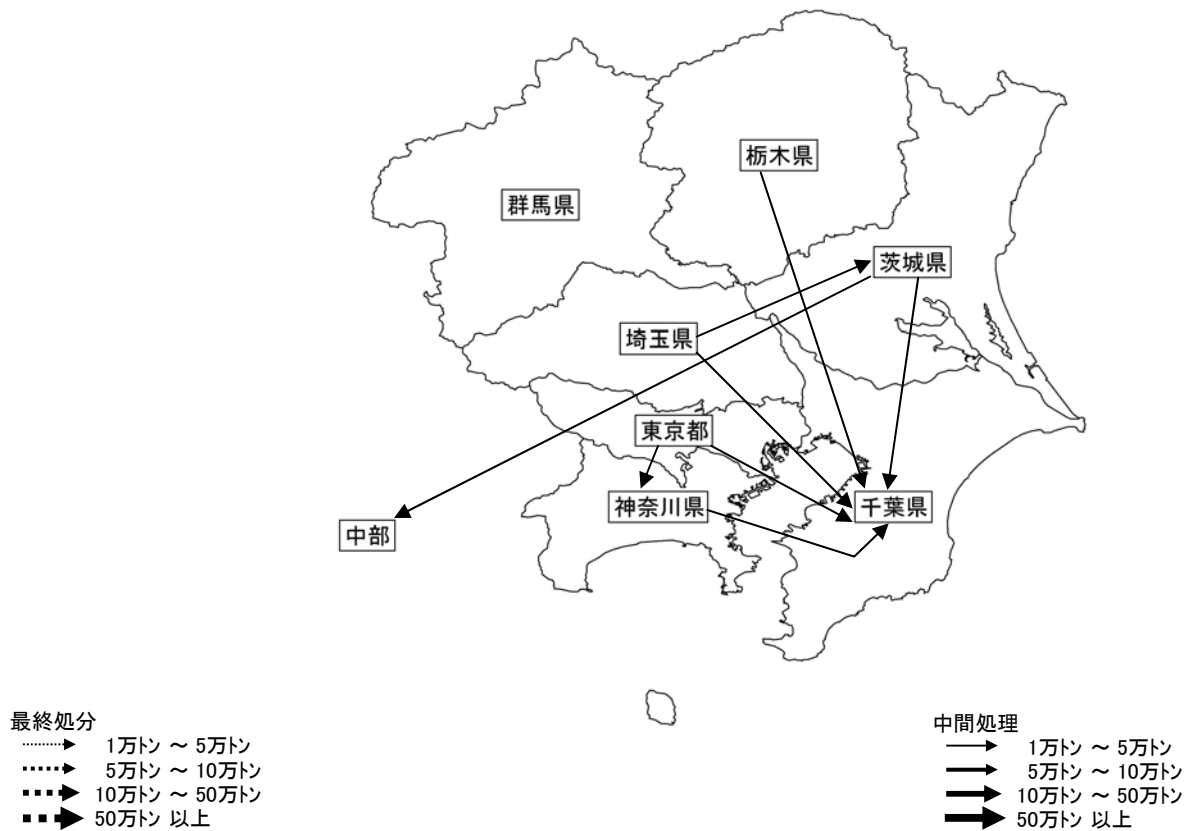 栃木県
群馬県
茨城県
埼玉県
東京都
神奈川県
千葉県
中部
最終処分
1万トン ～ 5万トン
5万トン ～ 10万トン
10万トン ～ 50万トン
50万トン 以上
中間処理
1万トン ～ 5万トン
5万トン ～ 10万トン
10万トン ～ 50万トン
50万トン 以上